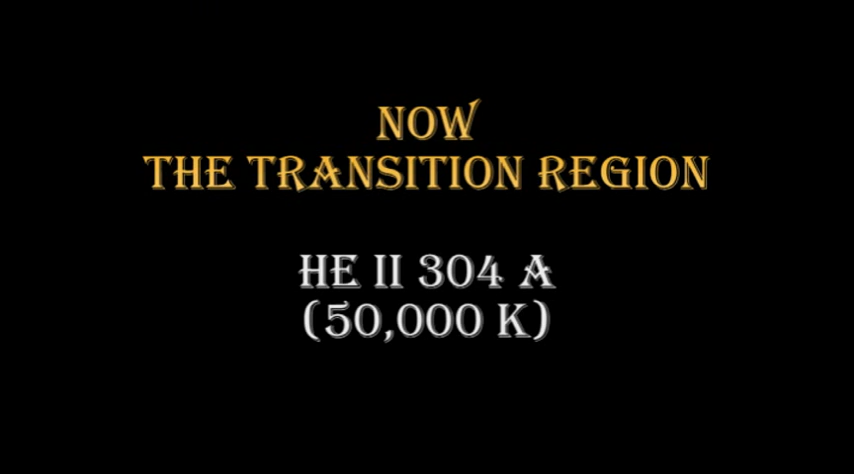 NOW
THE TRANSITION REGION
HE II 304 A
(50,000 K)